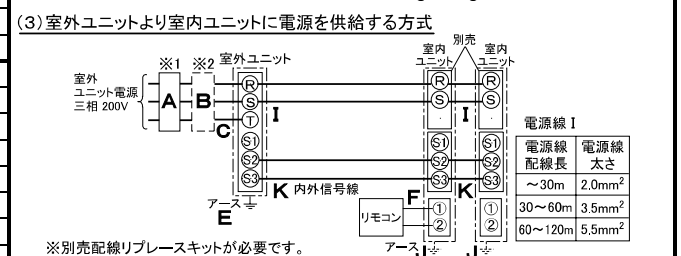 (3)室外ユニットより室内ユニットに電源を供給する方式
別売
※1 ※2 室外ユニット 室内ユニット 室内ユニット
室外
ユニット電源
三相 200V
A B C
R R R
S S S
T
I I
S1 S1 S1
S2 S2 S2
S3 S3 S3
K 内外信号線 K
アース
E
F
リモコン
① ①
② ②
アース
※別売配線リプレースキットが必要です。
電源線 I
電源線配線長 電源線太さ
～30m 2.0mm²
30～60m 3.5mm²
60～120m 5.5mm²